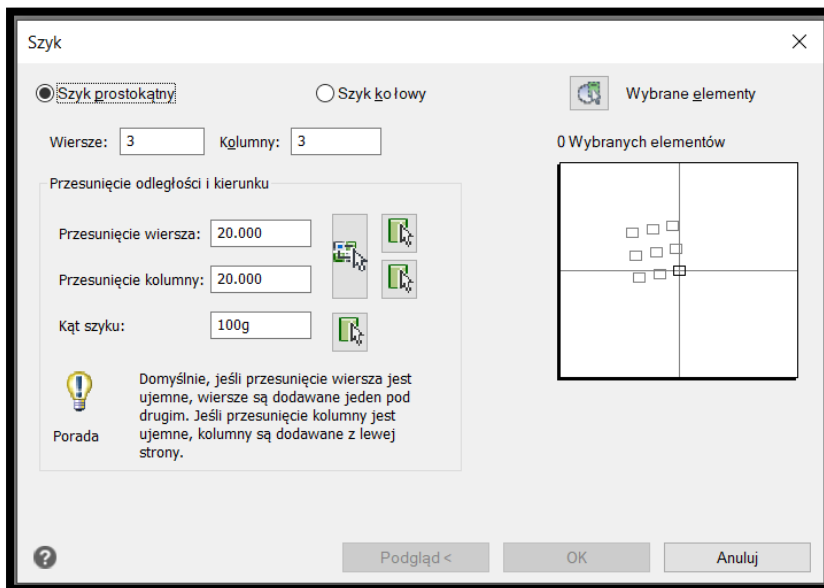 Szyk
Szyk prostokątny
Szyk kołowy
Wybrane elementy
Wiersze: 3
Kolumny: 3
0 Wybranych elementów
Przesunięcie odległości i kierunku
Przesunięcie wiersza: 20.000
Przesunięcie kolumny: 20.000
Kąt szyku: 100g
Porada
Domyślnie, jeśli przesunięcie wiersza jest
ujemne, wiersze są dodawane jeden pod
drugim. Jeśli przesunięcie kolumny jest
ujemne, kolumny są dodawane z lewej
strony.
Podgląd <
OK
Anuluj